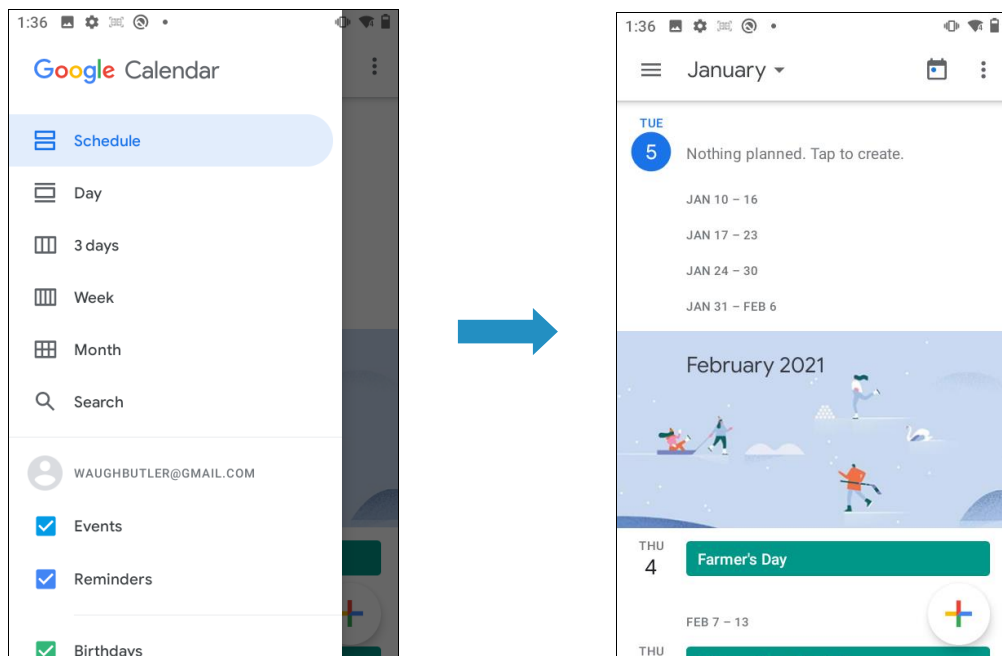 1:36
Google Calendar
Schedule
Day
3 days
Week
Month
Search
WAUGHBUTLER@GMAIL.COM
Events
Reminders
Birthdays
1:36
January
TUE
5
Nothing planned. Tap to create.
JAN 10 – 16
JAN 17 – 23
JAN 24 – 30
JAN 31 – FEB 6
February 2021
THU
4
Farmer's Day
FEB 7 – 13
THU